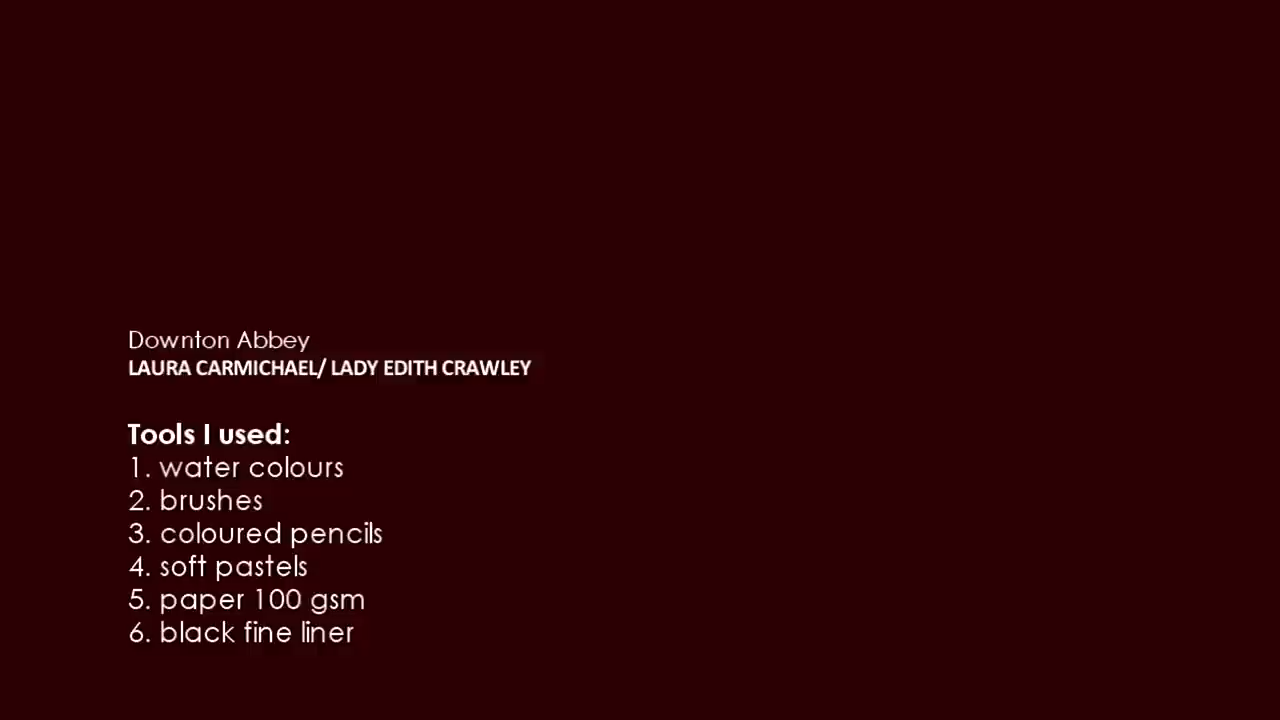 Downton Abbey
LAURA CARMICHAEL/ LADY EDITH CRAWLEY
Tools I used:
1. water colours
2. brushes
3. coloured pencils
4. soft pastels
5. paper 100 gsm
6. black fine liner